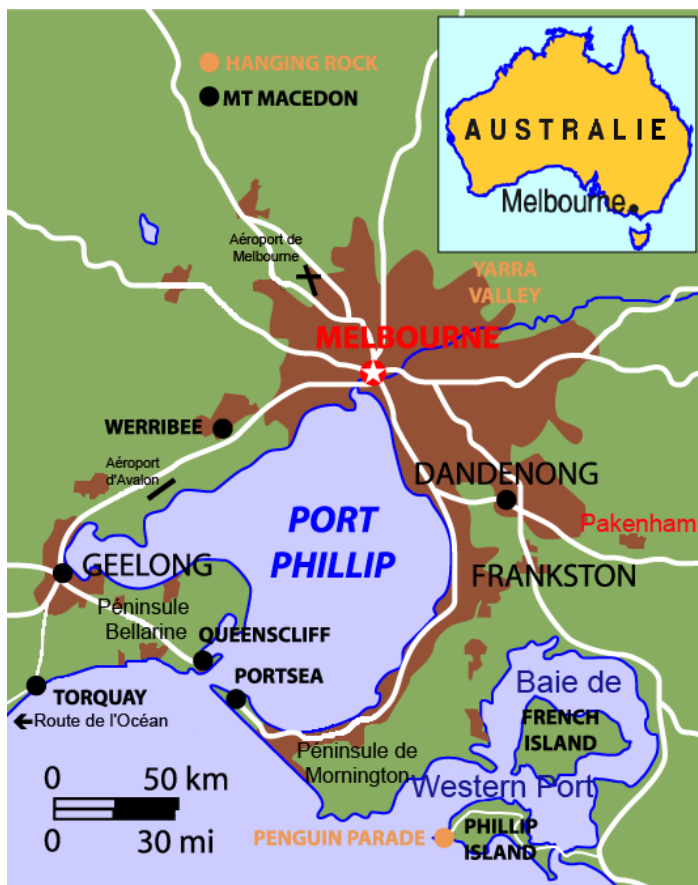 HANGING ROCK
MT MACEDON
AUSTRALIE
Melbourne
Aéroport de
Melbourne
YARRA
VALLEY
MELBOURNE
WERRIBEE
Aéroport
d'Avalon
DANDENONG
PORT
PHILLIP
Pakenham
GEELONG
FRANKSTON
Péninsule
Bellarine
QUEENSCLIFF
PORTSEA
TORQUAY
Route de l'Océan
Baie de
FRENCH
ISLAND
Péninsule de
Mornington
Western Port
0 50 km
0 30 mi
PENGUIN PARADE
PHILLIP
ISLAND